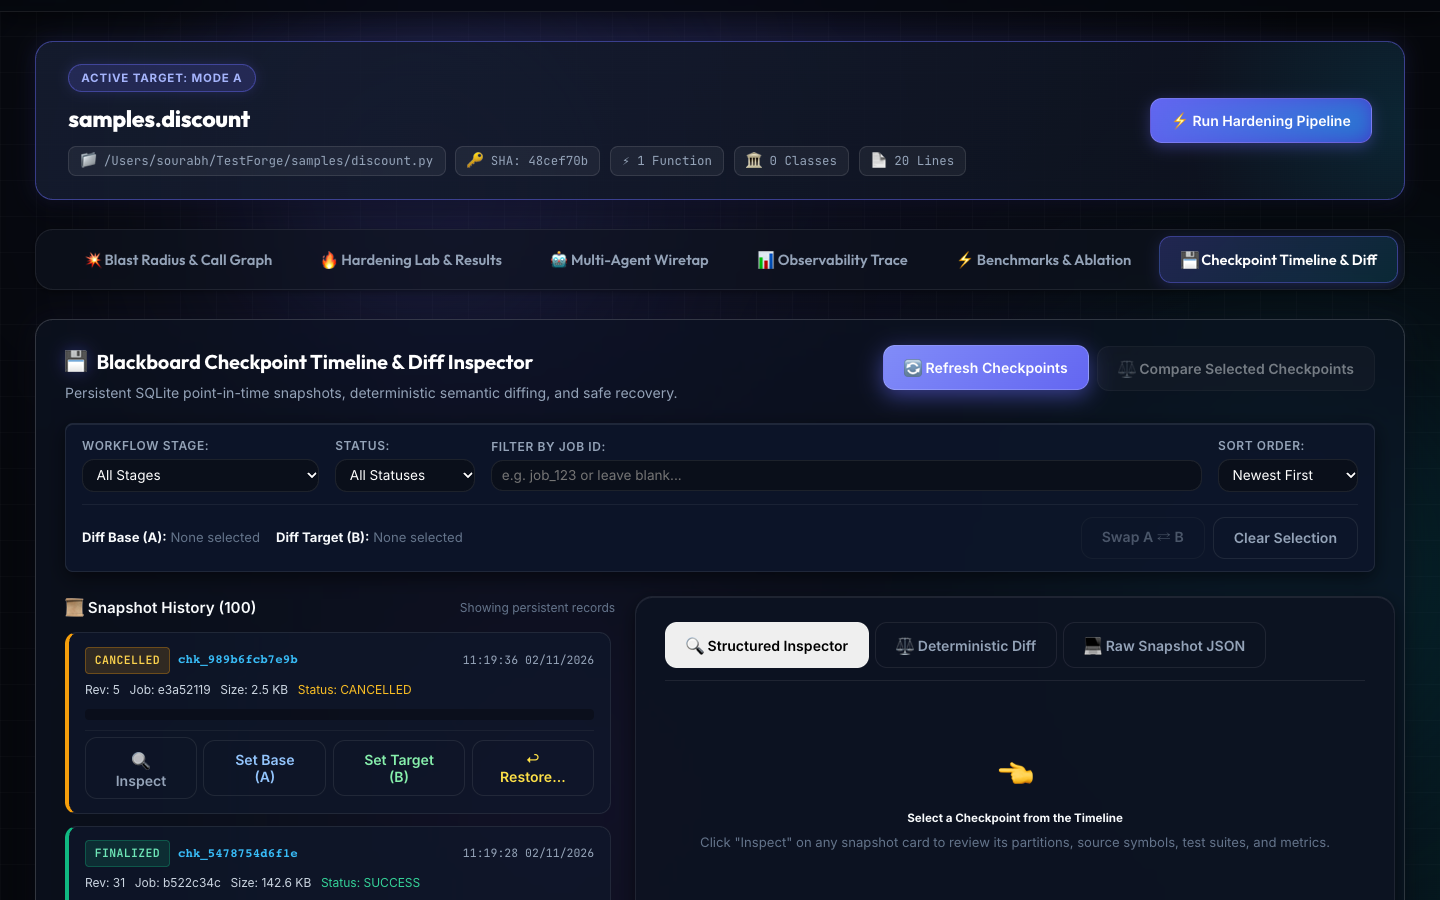 ACTIVE TARGET: MODE A
samples.discount
/Users/sourabh/TestForge/samples/discount.py
SHA: 48cef70b
⚡ 1 Function
0 Classes
20 Lines
⚡ Run Hardening Pipeline
Blast Radius & Call Graph
Hardening Lab & Results
Multi-Agent Wiretap
Observability Trace
Benchmarks & Ablation
Checkpoint Timeline & Diff
Blackboard Checkpoint Timeline & Diff Inspector
Persistent SQLite point-in-time snapshots, deterministic semantic diffing, and safe recovery.
Refresh Checkpoints
Compare Selected Checkpoints
WORKFLOW STAGE:
All Stages
STATUS:
All Statuses
FILTER BY JOB ID:
e.g. job_123 or leave blank...
SORT ORDER:
Newest First
Diff Base (A): None selected
Diff Target (B): None selected
Swap A ⇄ B
Clear Selection
Snapshot History (100)
Showing persistent records
CANCELLED
chk_989b6fcb7e9b
11:19:36 02/11/2026
Rev: 5 Job: e3a52119 Size: 2.5 KB Status: CANCELLED
Inspect
Set Base
(A)
Set Target
(B)
↩
Restore...
FINALIZED
chk_5478754d6f1e
11:19:28 02/11/2026
Rev: 31 Job: b522c34c Size: 142.6 KB Status: SUCCESS
Structured Inspector
Deterministic Diff
Raw Snapshot JSON
Select a Checkpoint from the Timeline
Click "Inspect" on any snapshot card to review its partitions, source symbols, test suites, and metrics.